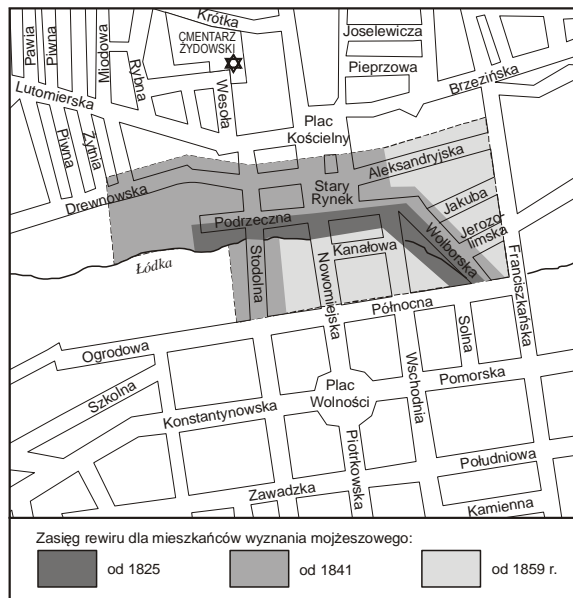 Krótka
CMENTARZ
ŻYDOWSKI
Joselewicza
Pieprzowa
Pawia
Piwna
Miodowa
Rybna
Wesoła
Brzezińska
Lutomierska
Plac
Kościelny
Piwna
Żytnia
Aleksandryjska
Drewnowska
Stary
Rynek
Podrzeczna
Jakuba
Jerozo-
limska
Wolborska
Kanałowa
Łódka
Stodolna
Nowomiejska
Franciszkańska
Północna
Ogrodowa
Solna
Szkolna
Wschodnia
Pomorska
Plac
Wolności
Konstantynowska
Piotrkowska
Południowa
Zawadzka
Kamienna
Zasięg rewiru dla mieszkańców wyznania mojżeszowego:
od 1825
od 1841
od 1859 r.